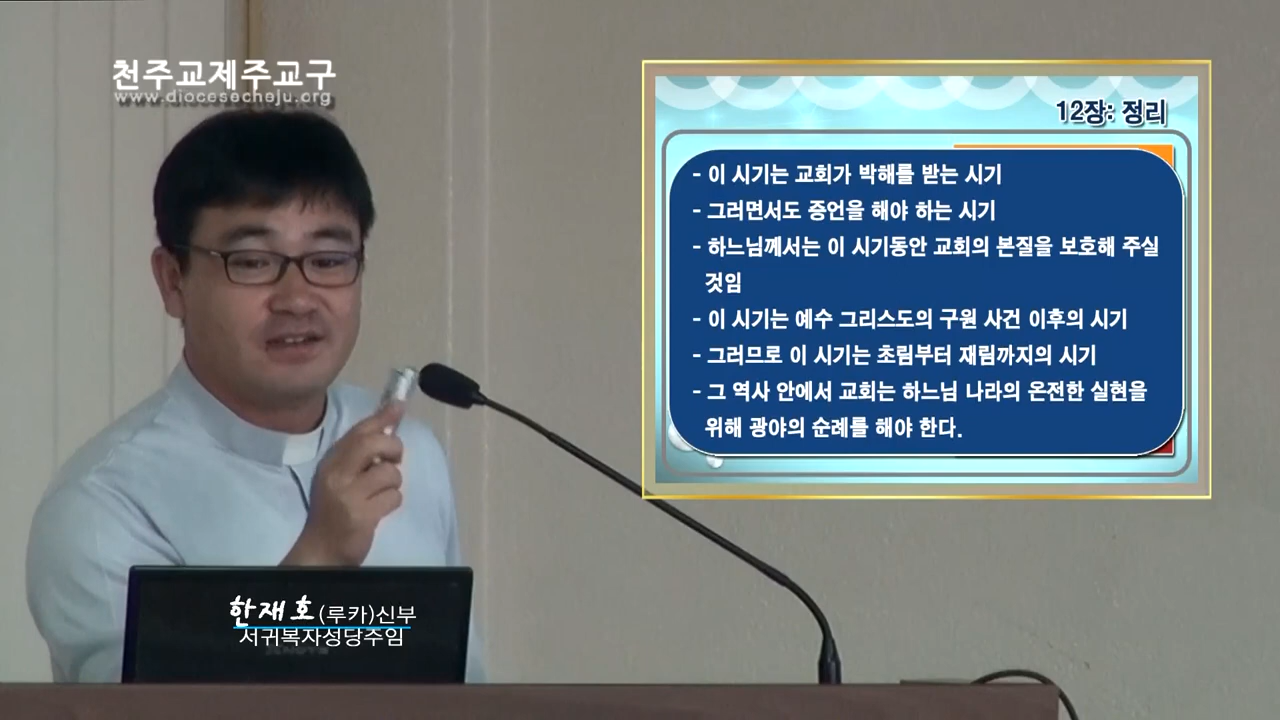 천주교제주교구
www.diocesecheju.org
12장: 정리
- 이 시기는 교회가 박해를 받는 시기
- 그러면서도 증언을 해야 하는 시기
- 하느님께서는 이 시기동안 교회의 본질을 보호해 주실
것임
- 이 시기는 예수 그리스도의 구원 사건 이후의 시기
- 그러므로 이 시기는 초림부터 재림까지의 시기
- 그 역사 안에서 교회는 하느님 나라의 온전한 실현을
위해 광야의 순례를 해야 한다.
한재호(루카)신부
서귀복자성당주임